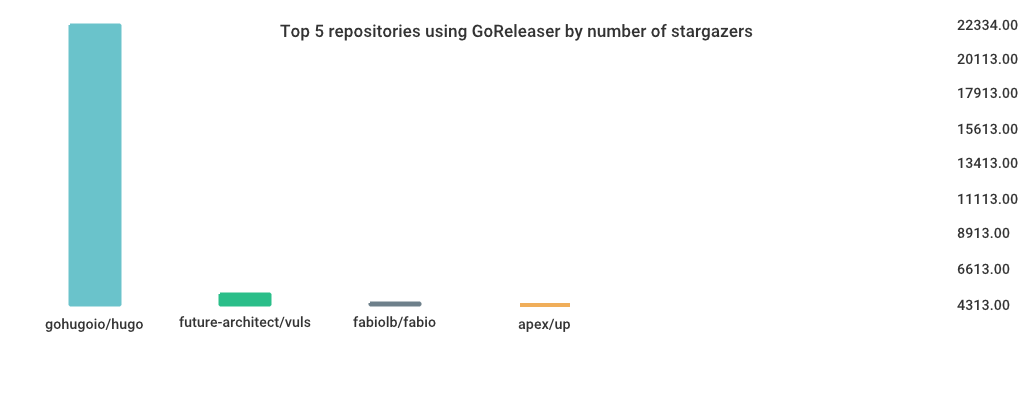 Top 5 repositories using GoReleaser by number of stargazers
22334.00
20113.00
17913.00
15613.00
13413.00
11113.00
8913.00
6613.00
4313.00
gohugoio/hugo
future-architect/vuls
fabiolb/fabio
apex/up